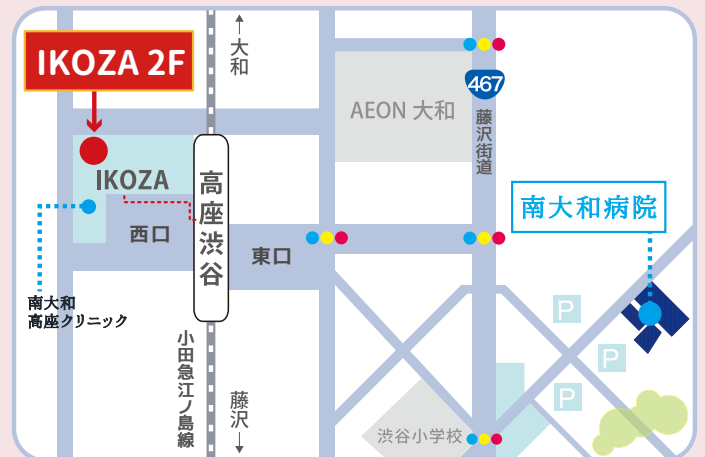 IKOZA 2F
←大和
467
AEON 大和
藤沢街道
IKOZA
高座渋谷
南大和病院
西口
東口
南大和
高座クリニック
P
小田急江ノ島線
P
P
藤沢→
渋谷小学校